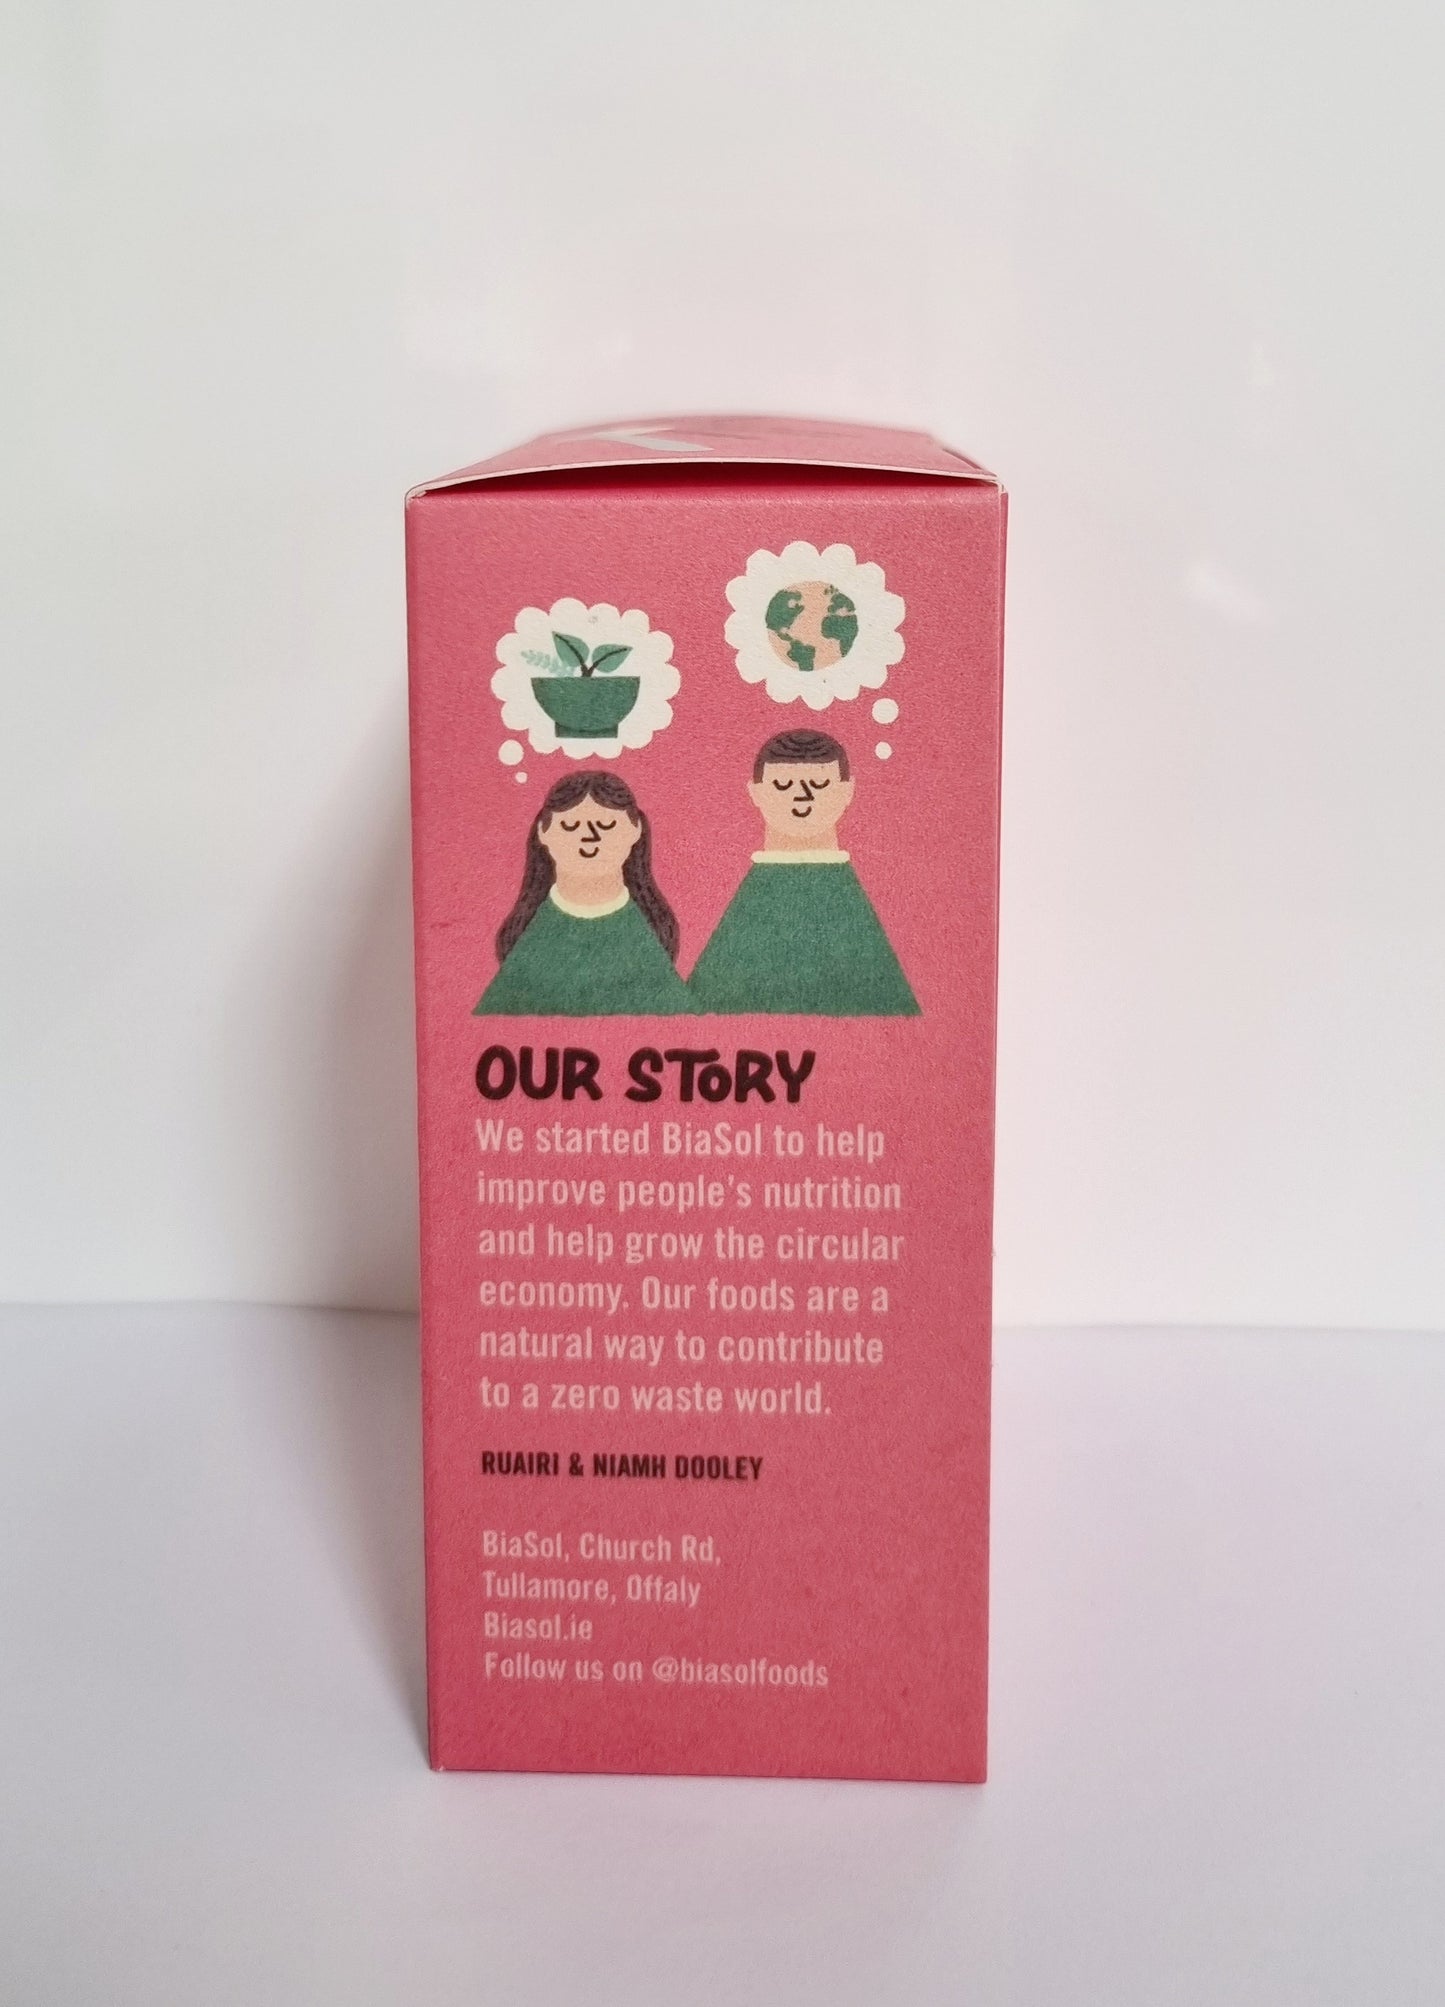 OUR STORY
We started BiaSol to help
improve people's nutrition
and help grow the circular
economy. Our foods are a
natural way to contribute
to a zero waste world.
RUAIRI & NIAMH DOOLEY
BiaSol, Church Rd,
Tullamore, Offaly
Biasol.ie
Follow us on @biasolfoods